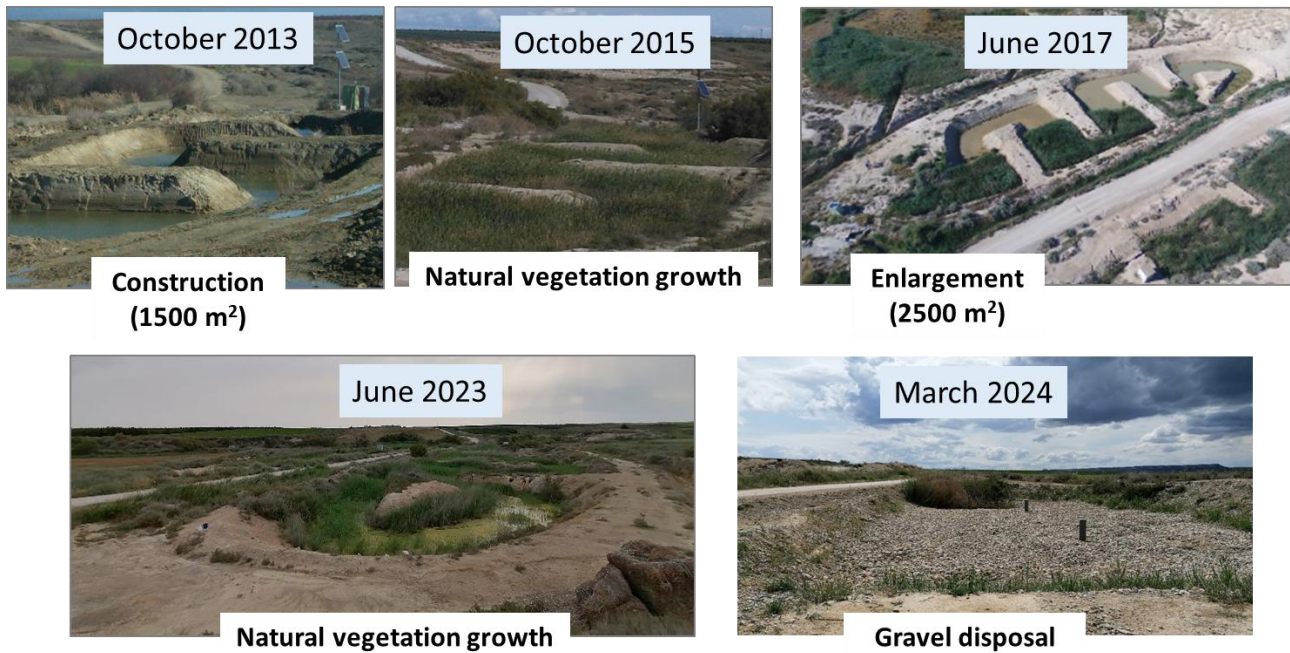 October 2013
October 2015
June 2017
Construction
(1500 m²)
Natural vegetation growth
Enlargement
(2500 m²)
June 2023
March 2024
Natural vegetation growth
Gravel disposal